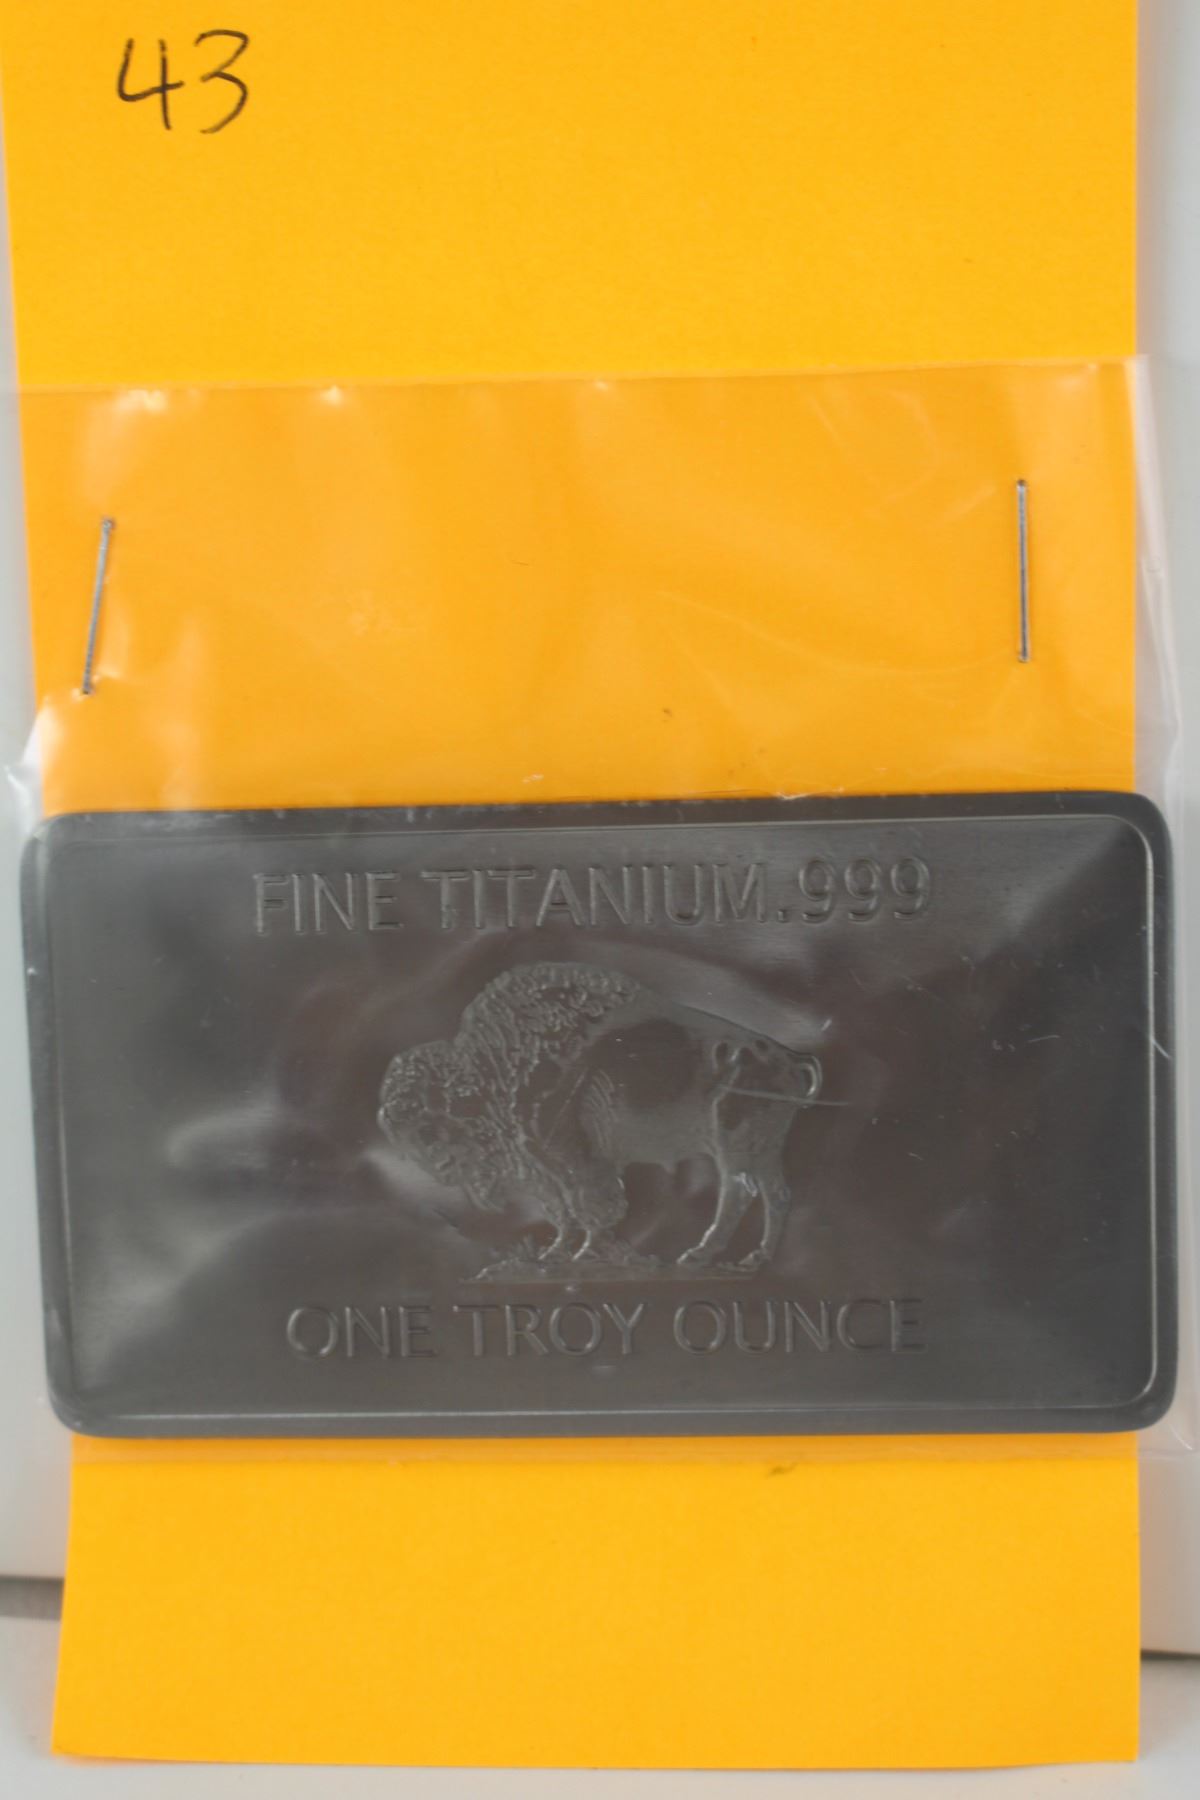 43
FINE TITANIUM.999
ONE TROY OUNCE